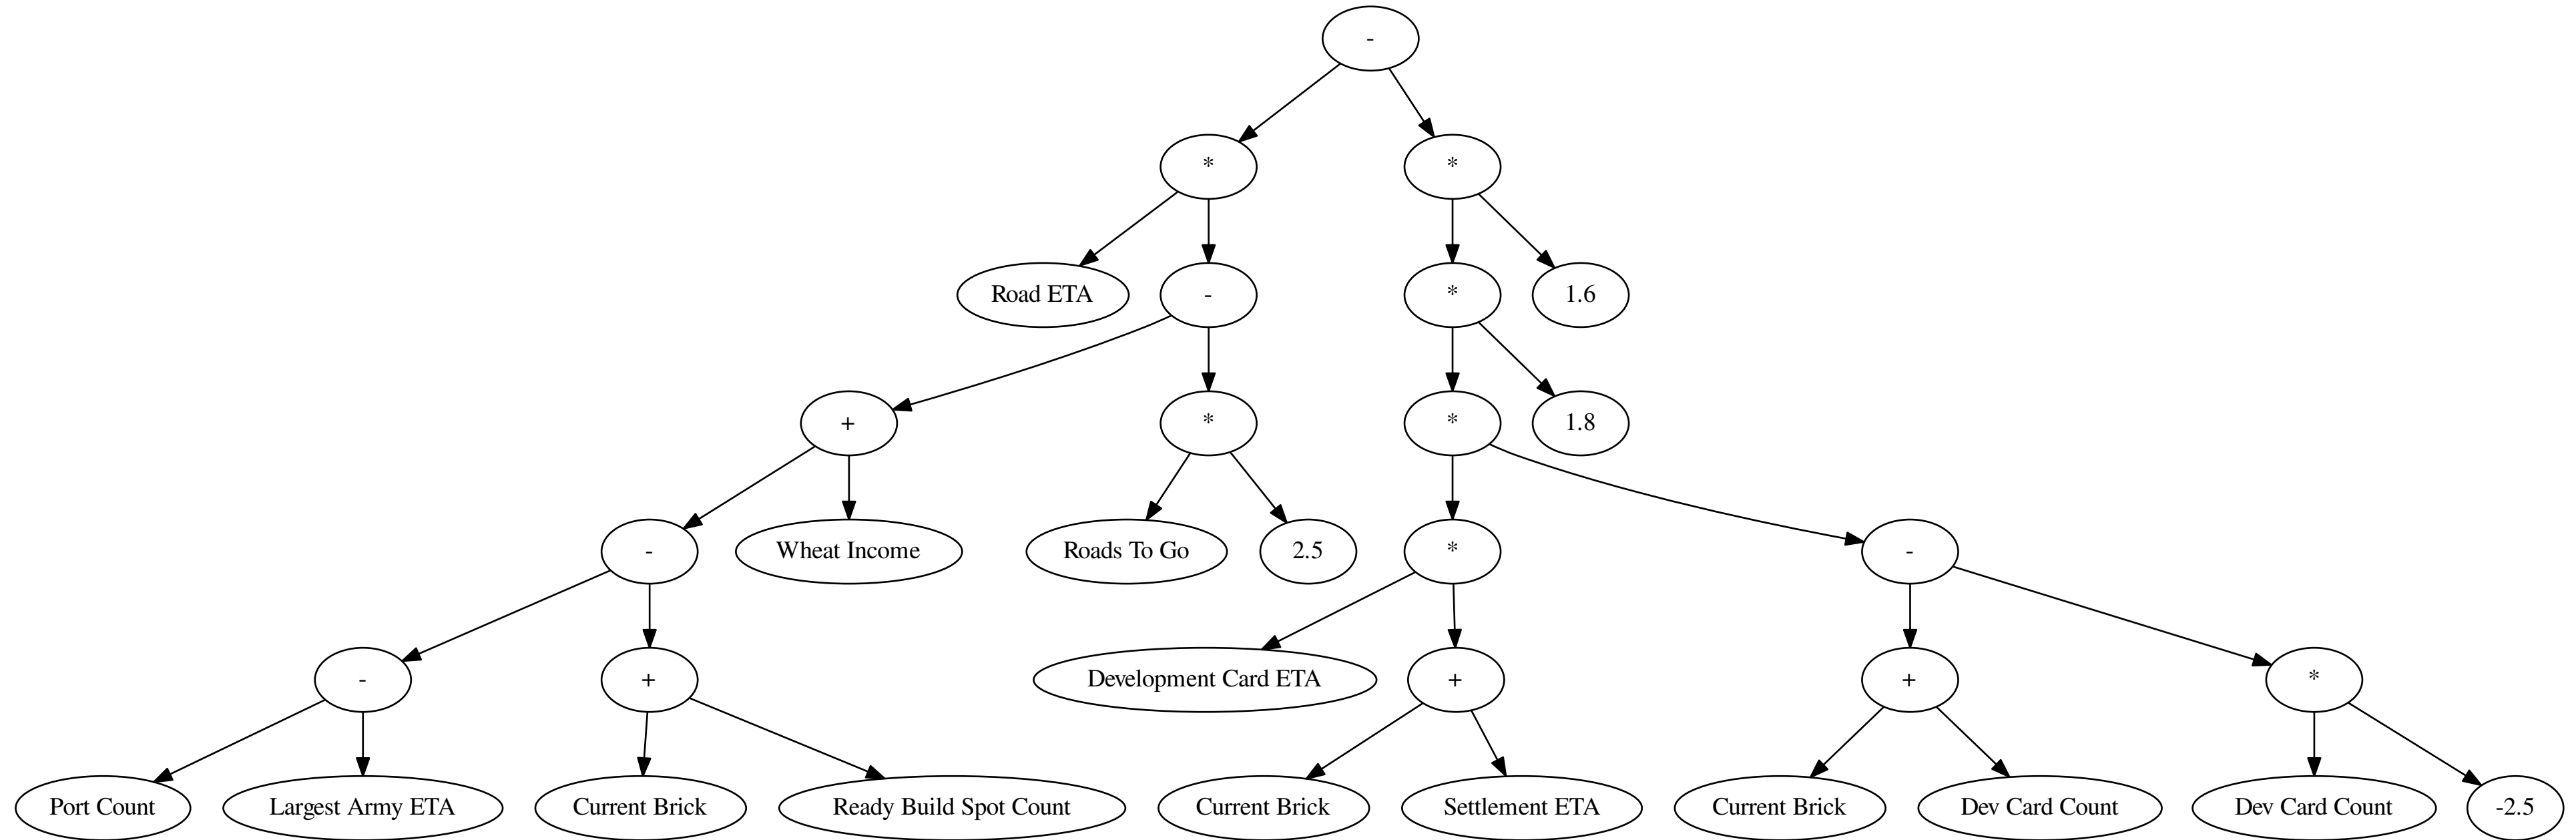 -
* *
Road ETA - * 1.6
+ * * 1.8
- Wheat Income Roads To Go 2.5 * -
- + Development Card ETA + + *
Port Count Largest Army ETA Current Brick Ready Build Spot Count Current Brick Settlement ETA Current Brick Dev Card Count Dev Card Count -2.5